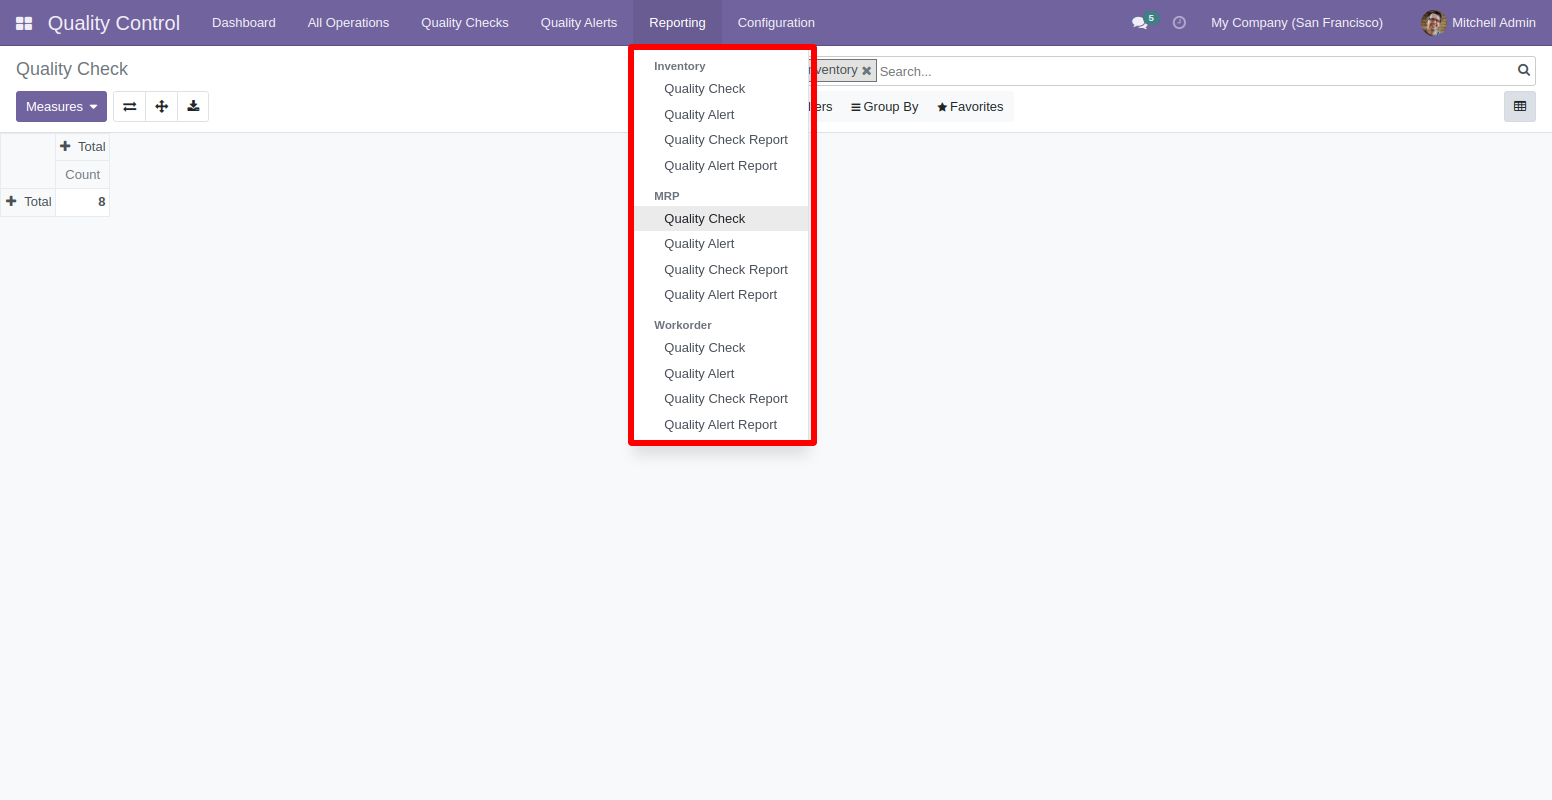 Quality Control Dashboard All Operations Quality Checks Quality Alerts Reporting Configuration 5 My Company (San Francisco) Mitchell Admin
Quality Check
Search...
Measures
Group By Favorites
Inventory
Quality Check
Quality Alert
Quality Check Report
Quality Alert Report
MRP
Quality Check
Quality Alert
Quality Check Report
Quality Alert Report
Workorder
Quality Check
Quality Alert
Quality Check Report
Quality Alert Report
Total
Count
Total 8